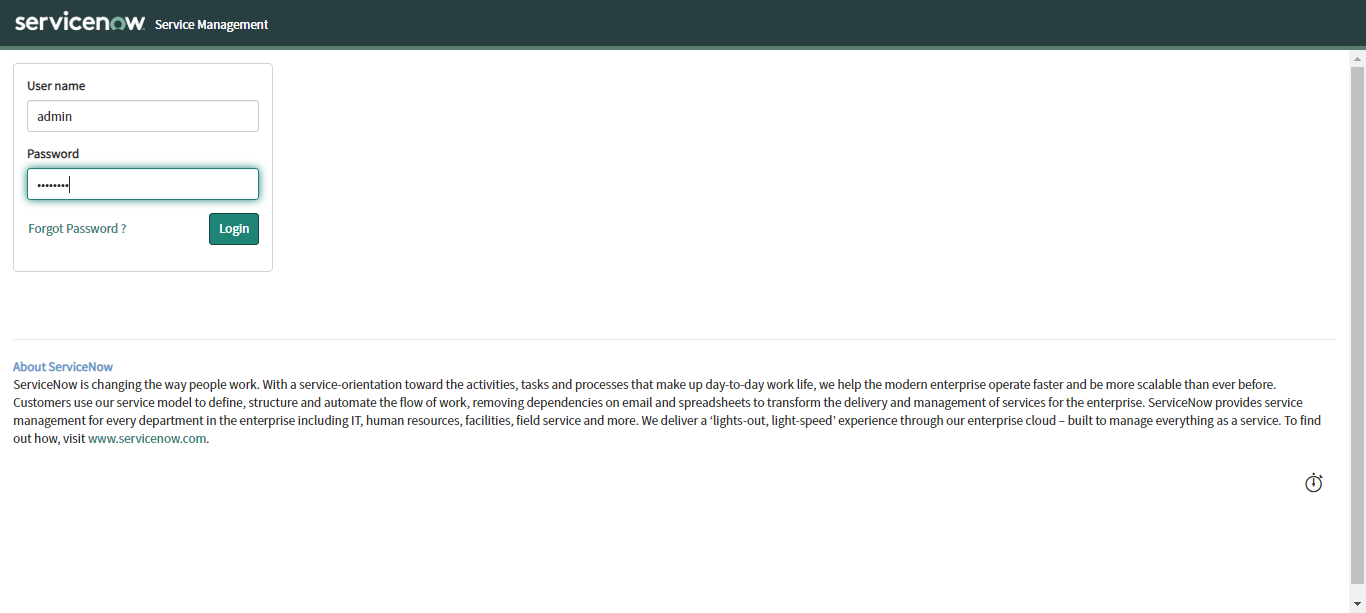 servicenow Service Management
User name
admin
Password
••••••••
Forgot Password ?
Login
About ServiceNow
ServiceNow is changing the way people work. With a service-orientation toward the activities, tasks and processes that make up day-to-day work life, we help the modern enterprise operate faster and be more scalable than ever before.
Customers use our service model to define, structure and automate the flow of work, removing dependencies on email and spreadsheets to transform the delivery and management of services for the enterprise. ServiceNow provides service
management for every department in the enterprise including IT, human resources, facilities, field service and more. We deliver a ‘lights-out, light-speed’ experience through our enterprise cloud – built to manage everything as a service. To find
out how, visit www.servicenow.com.